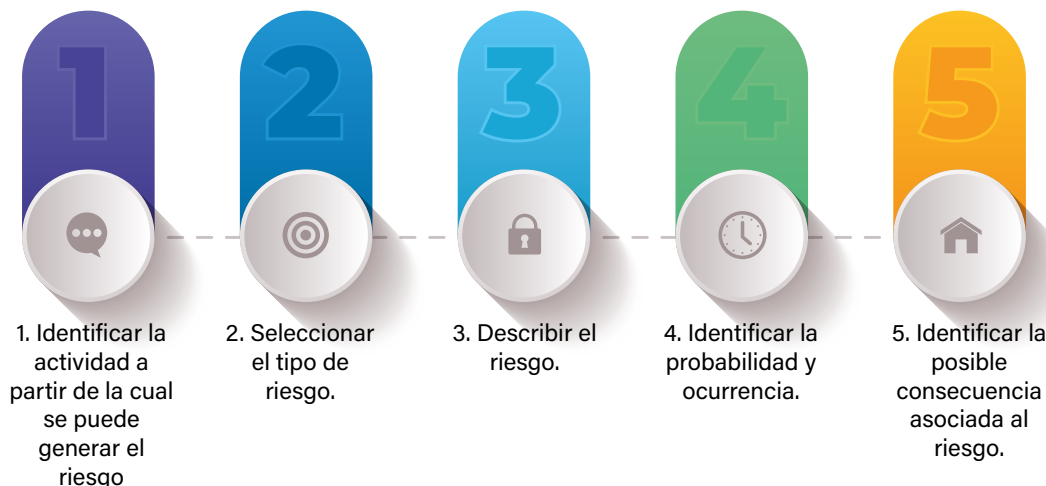 1
2
3
4
5
1. Identificar la
actividad a
partir de la cual
se puede
generar el
riesgo
2. Seleccionar
el tipo de
riesgo.
3. Describir el
riesgo.
4. Identificar la
probabilidad y
ocurrencia.
5. Identificar la
posible
consecuencia
asociada al
riesgo.